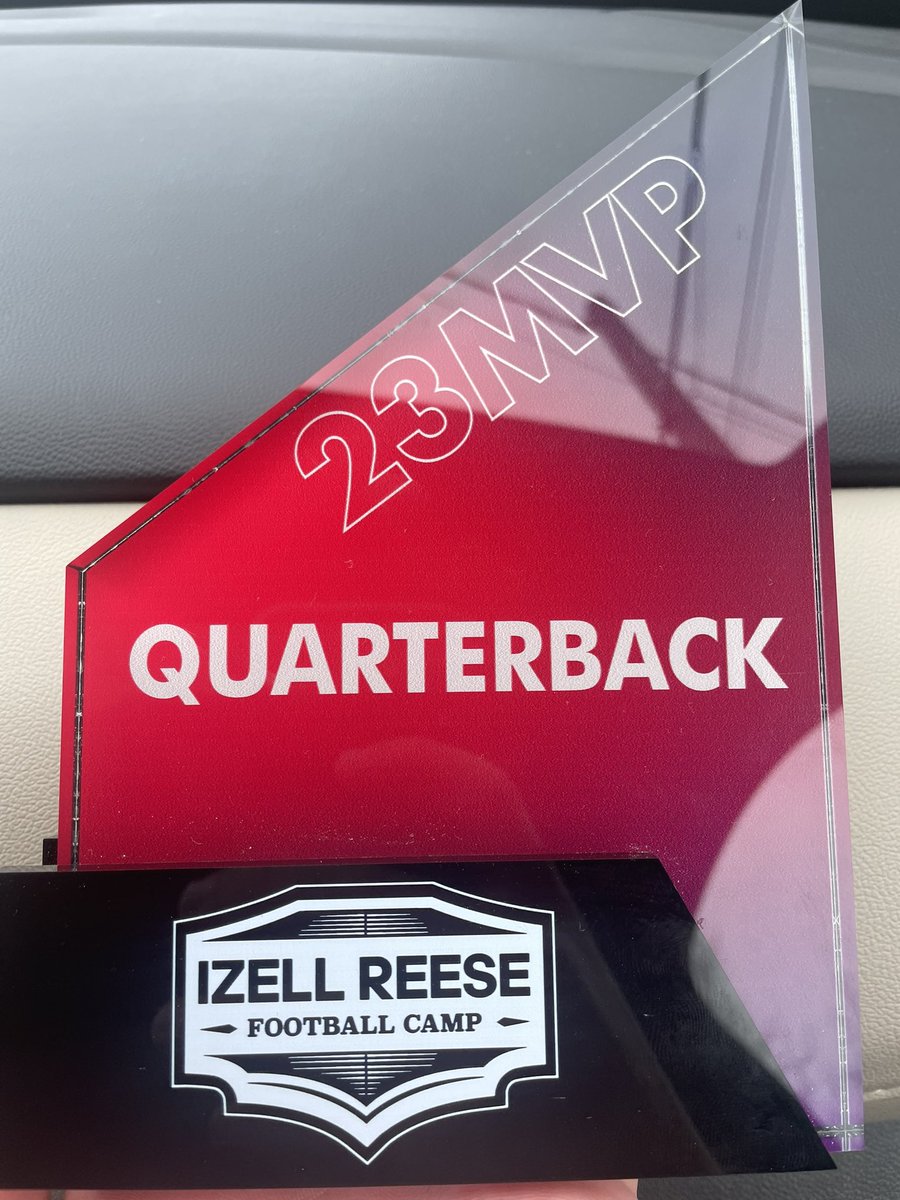 23MVP
QUARTERBACK
IZELL REESE
FOOTBALL CAMP